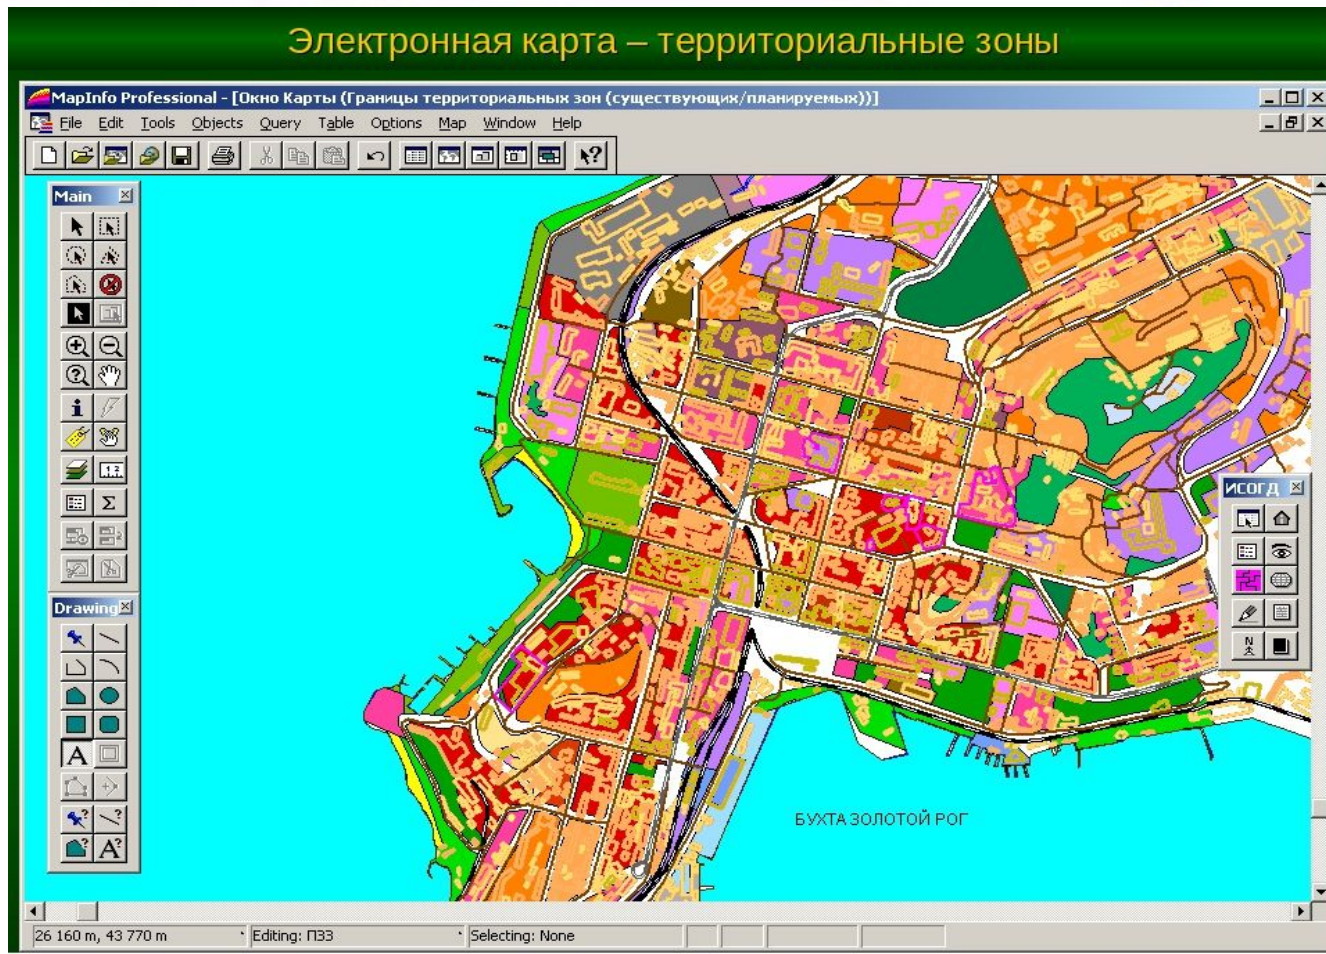 Электронная карта – территориальные зоны
MapInfo Professional - [Окно Карты (Границы территориальных зон (существующих/планируемых))]
File Edit Tools Objects Query Table Options Map Window Help
Main
Drawing
ИСОГД
БУХТА ЗОЛОТОЙ РОГ
26 160 m, 43 770 m
Editing: ПЗЗ
Selecting: None